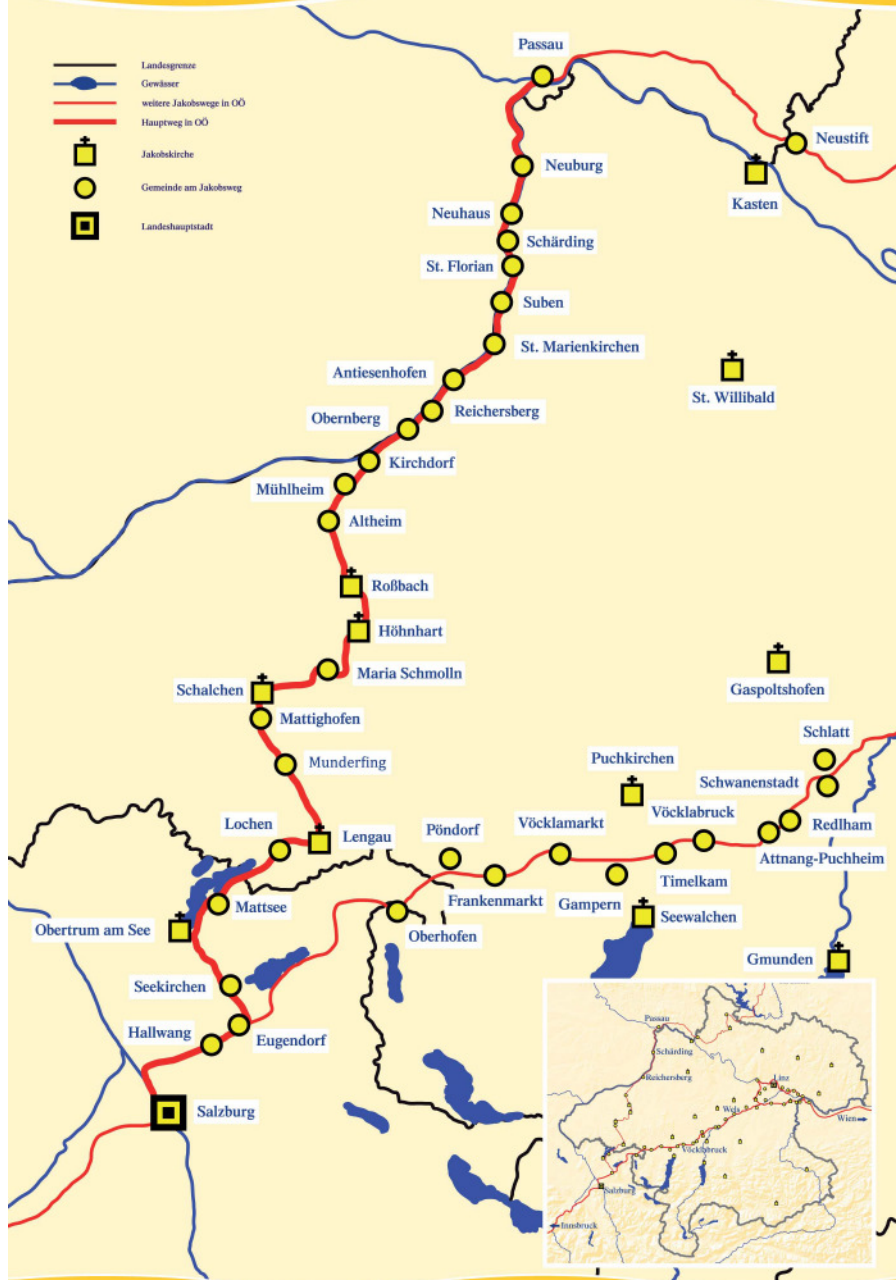 Landesgrenze
Gewässer
weitere Jakobswege in OÖ
Hauptweg in OÖ
Jakobskirche
Gemeinde am Jakobsweg
Landeshauptstadt
Passau
Neustift
Neuburg
Kasten
Neuhaus
Schärding
St. Florian
Suben
St. Marienkirchen
Antiesenhofen
St. Willibald
Reichersberg
Obernberg
Kirchdorf
Mühlheim
Altheim
Roßbach
Höhnhart
Maria Schmolln
Schalchen
Gaspoltshofen
Mattighofen
Schlatt
Munderfing
Puchkirchen
Schwanenstadt
Lochen
Lengau
Pöndorf
Vöcklamarkt
Vöcklabruck
Redlham
Attnang-Puchheim
Timelkam
Frankenmarkt
Gampern
Mattsee
Seewalchen
Obertrum am See
Oberhofen
Gmunden
Seekirchen
Hallwang
Eugendorf
Salzburg
Passau
Schärding
Reichersberg
Linz
Wels
Wien
Vöcklabruck
Salzburg
Innsbruck